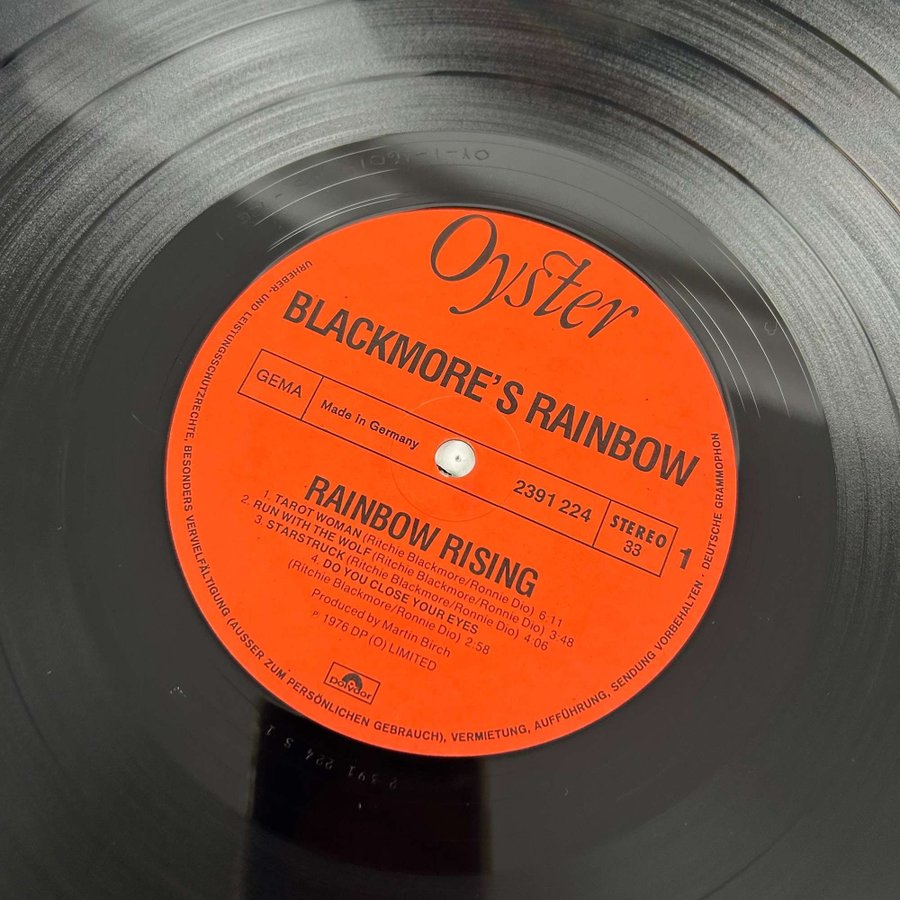 Oyster
BLACKMORE'S RAINBOW
GEMA
Made in Germany
2391 224
STEREO
33
1
RAINBOW RISING
1. TAROT WOMAN (Ritchie Blackmore/Ronnie Dio) 6:11
2. RUN WITH THE WOLF (Ritchie Blackmore/Ronnie Dio) 3:48
3. STARSTRUCK (Ritchie Blackmore/Ronnie Dio) 4:06
4. DO YOU CLOSE YOUR EYES
(Ritchie Blackmore/Ronnie Dio) 2:58
Produced by Martin Birch
℗ 1976 DP (O) LIMITED
Polydor
URHEBER- UND LEISTUNGSSCHUTZRECHTE, BESONDERS VERVIELFÄLTIGUNG (AUSSER ZUM PERSÖNLICHEN GEBRAUCH), VERMIETUNG, AUFFÜHRUNG, SENDUNG VORBEHALTEN · DEUTSCHE GRAMMOPHON
2391 224 S 1